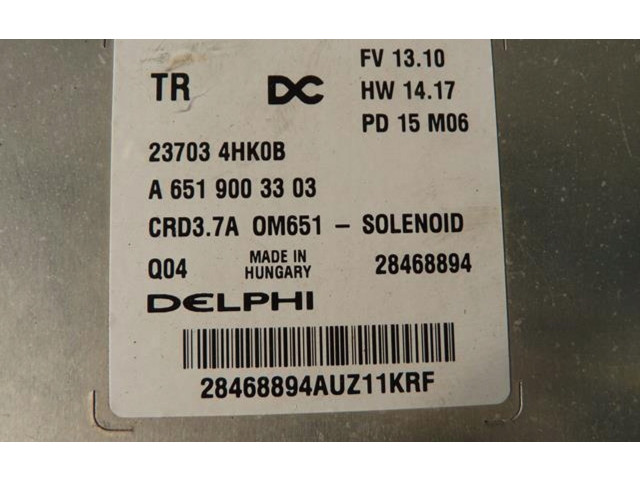 FV 13.10
TR DC HW 14.17
PD 15 M06
23703 4HK0B
A 651 900 33 03
CRD3.7A OM651 – SOLENOID
Q04 MADE IN HUNGARY 28468894
DELPHI
28468894AUZ11KRF